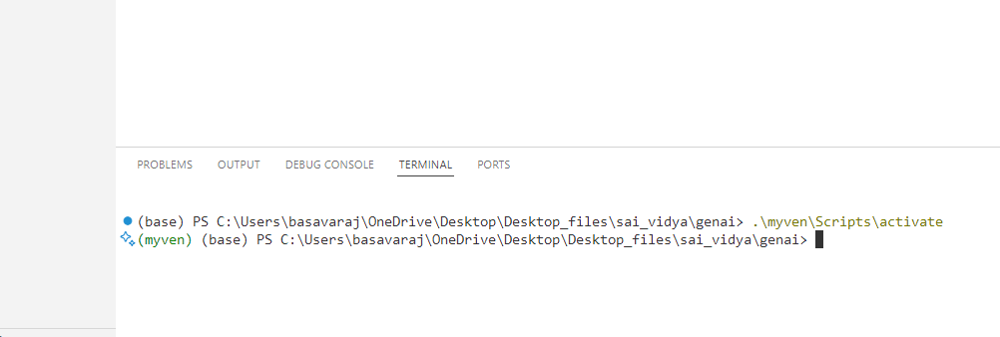 PROBLEMS OUTPUT DEBUG CONSOLE TERMINAL PORTS
(base) PS C:\Users\basavaraj\OneDrive\Desktop\Desktop_files\sai_vidya\genai> .\myven\Scripts\activate
(myven) (base) PS C:\Users\basavaraj\OneDrive\Desktop\Desktop_files\sai_vidya\genai>